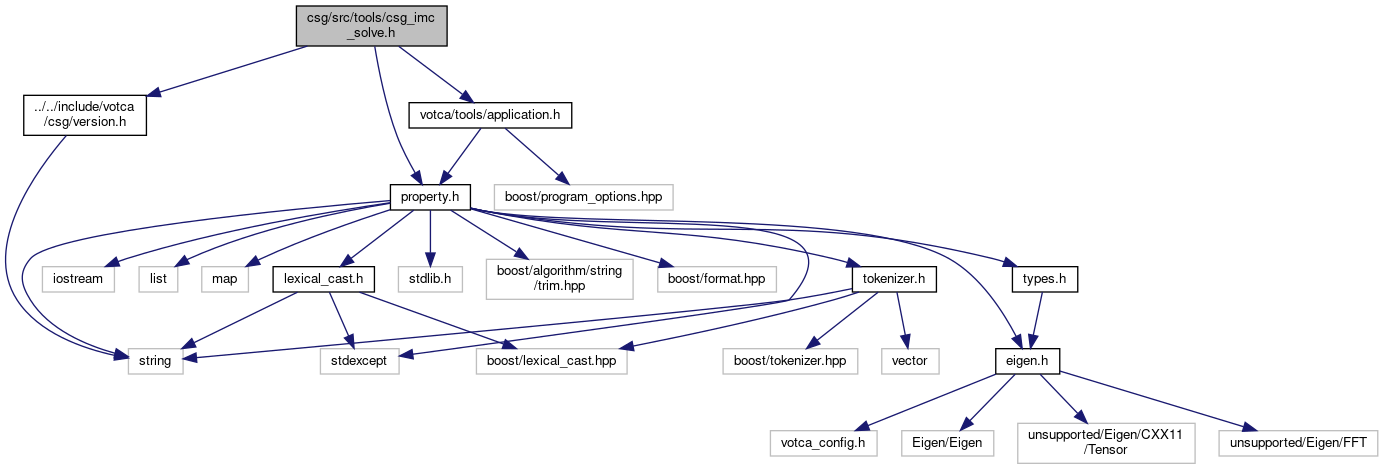 csg/src/tools/csg_imc
_solve.h
../../include/votca
/csg/version.h
votca/tools/application.h
property.h
boost/program_options.hpp
iostream
list
map
lexical_cast.h
stdlib.h
boost/algorithm/string
/trim.hpp
boost/format.hpp
tokenizer.h
types.h
string
stdexcept
boost/lexical_cast.hpp
boost/tokenizer.hpp
vector
eigen.h
votca_config.h
Eigen/Eigen
unsupported/Eigen/CXX11
/Tensor
unsupported/Eigen/FFT